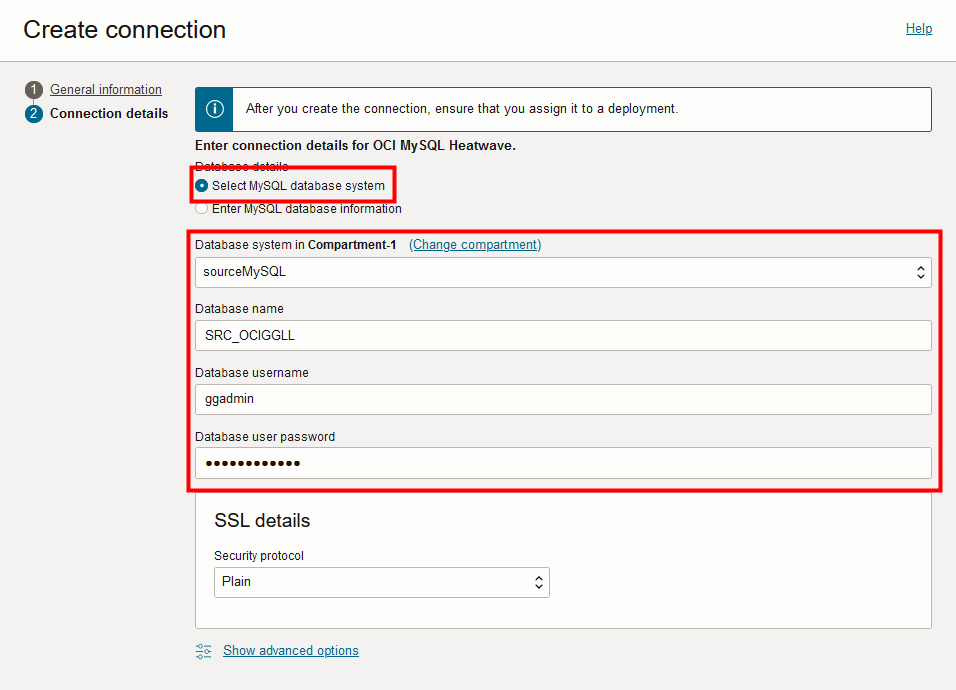 Create connection
Help
1 General information
2 Connection details
After you create the connection, ensure that you assign it to a deployment.
Enter connection details for OCI MySQL Heatwave.
Database details
Select MySQL database system
Enter MySQL database information
Database system in Compartment-1 (Change compartment)
sourceMySQL
Database name
SRC_OCIGGLL
Database username
ggadmin
Database user password
●●●●●●●●●●●●
SSL details
Security protocol
Plain
Show advanced options